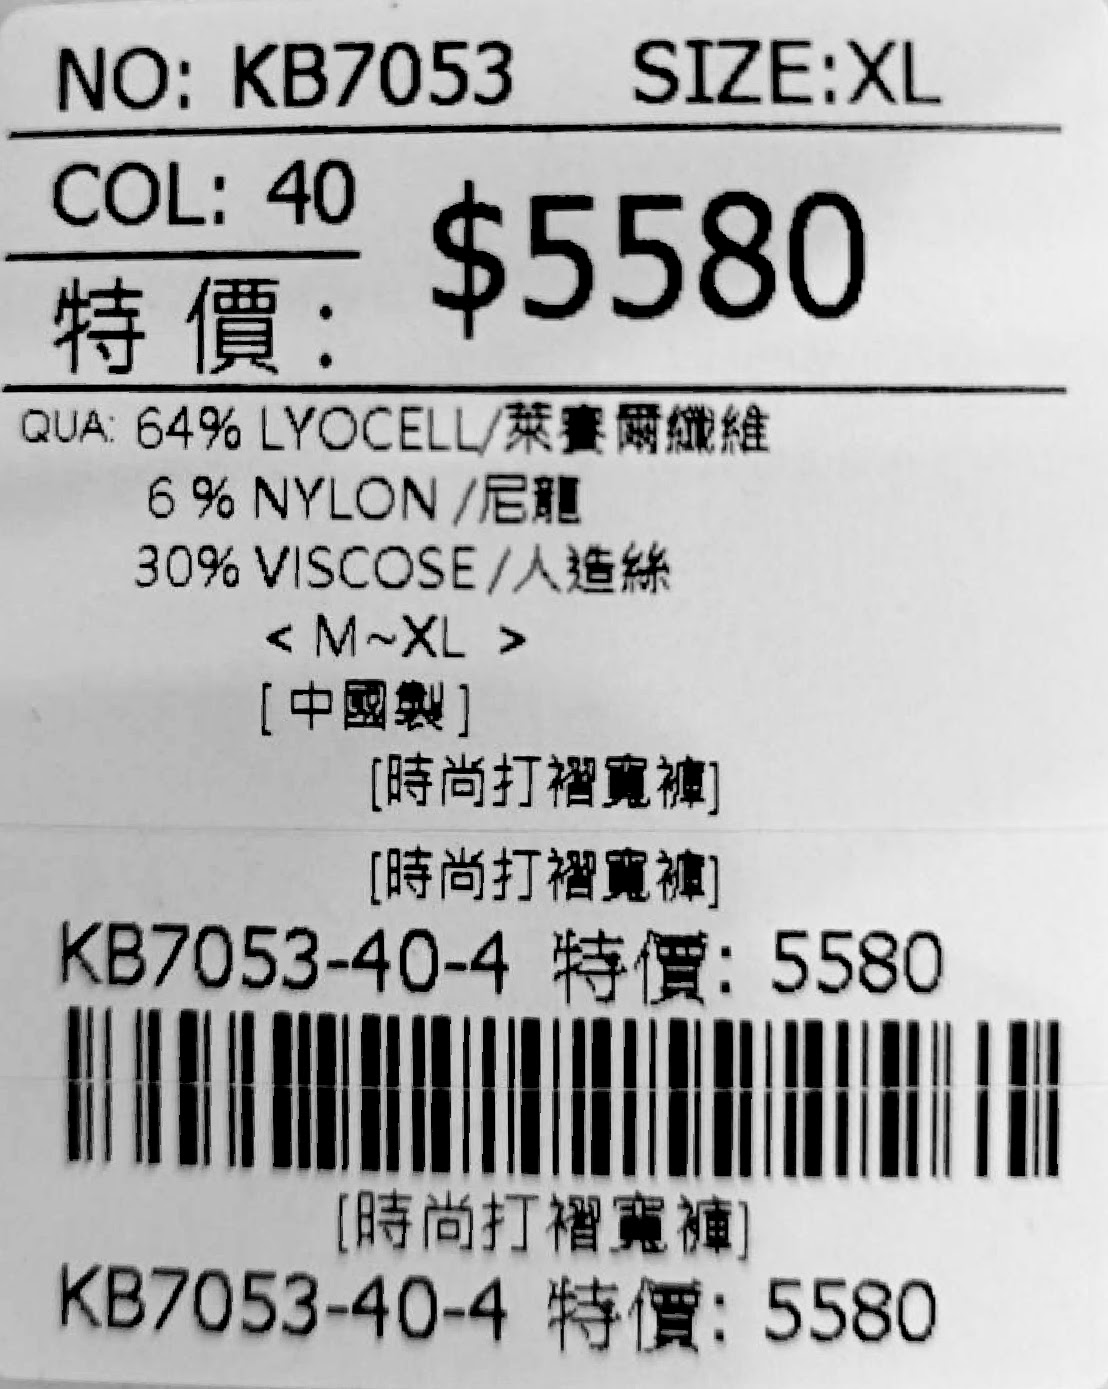 NO: KB7053 SIZE:XL
COL: 40
$5580
特價:
QUA: 64% LYOCELL/萊賽爾纖維
6 % NYLON /尼龍
30% VISCOSE /人造絲
< M~XL >
[ 中國製 ]
[時尚打褶寬褲]
[時尚打褶寬褲]
KB7053-40-4 特價: 5580
[時尚打褶寬褲]
KB7053-40-4 特價: 5580